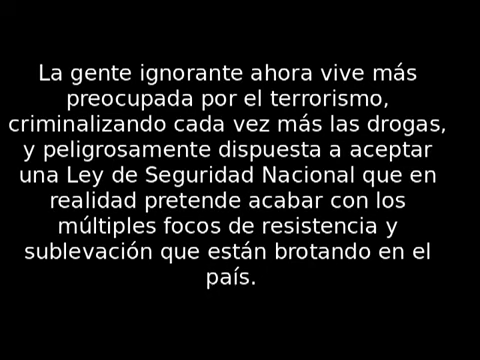 La gente ignorante ahora vive más
preocupada por el terrorismo,
criminalizando cada vez más las drogas,
y peligrosamente dispuesta a aceptar
una Ley de Seguridad Nacional que en
realidad pretende acabar con los
múltiples focos de resistencia y
sublevación que están brotando en el
país.